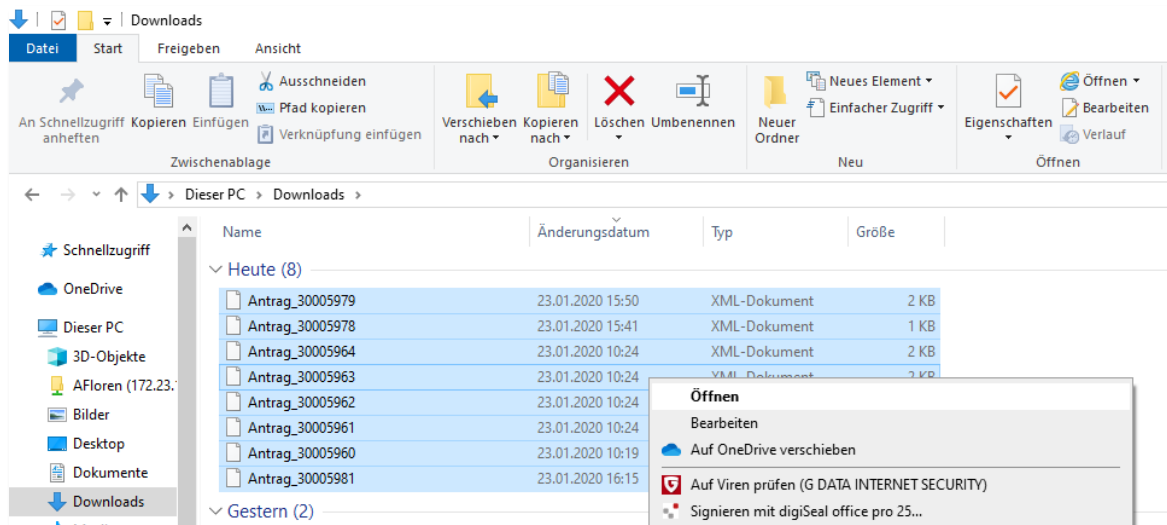 Downloads
Datei Start Freigeben Ansicht
An Schnellzugriff anheften
Kopieren
Einfügen
Ausschneiden
Pfad kopieren
Verknüpfung einfügen
Zwischenablage
Verschieben nach
Kopieren nach
Löschen
Umbenennen
Organisieren
Neuer Ordner
Neues Element
Einfacher Zugriff
Neu
Eigenschaften
Öffnen
Bearbeiten
Verlauf
Öffnen
Dieser PC > Downloads >
Schnellzugriff
OneDrive
Dieser PC
3D-Objekte
AFloren (172.23.
Bilder
Desktop
Dokumente
Downloads
Name Änderungsdatum Typ Größe
Heute (8)
Antrag_30005979 23.01.2020 15:50 XML-Dokument 2 KB
Antrag_30005978 23.01.2020 15:41 XML-Dokument 1 KB
Antrag_30005964 23.01.2020 10:24 XML-Dokument 2 KB
Antrag_30005963 23.01.2020 10:24 XML-Dokument 2 KB
Antrag_30005962 23.01.2020 10:24
Antrag_30005961 23.01.2020 10:24
Antrag_30005960 23.01.2020 10:19
Antrag_30005981 23.01.2020 16:15
Gestern (2)
Öffnen
Bearbeiten
Auf OneDrive verschieben
Auf Viren prüfen (G DATA INTERNET SECURITY)
Signieren mit digiSeal office pro 25...